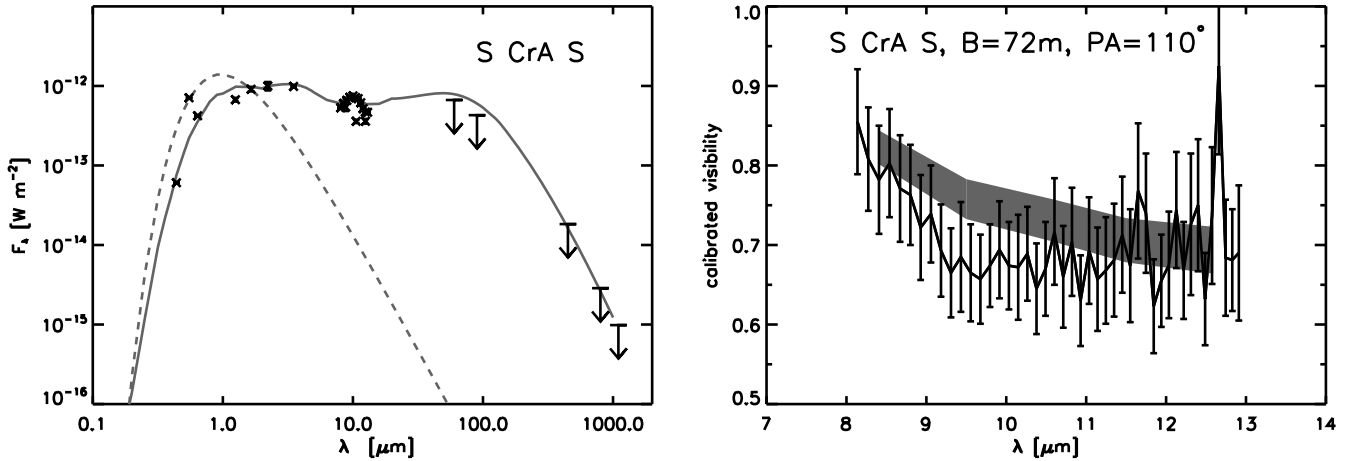 S CrA S
F_λ [W m⁻²]
10⁻¹²
10⁻¹³
10⁻¹⁴
10⁻¹⁵
10⁻¹⁶
0.1 1.0 10.0 100.0 1000.0
λ [μm]
S CrA S, B=72m, PA=110°
calibrated visibility
1.0
0.9
0.8
0.7
0.6
0.5
7 8 9 10 11 12 13 14
λ [μm]